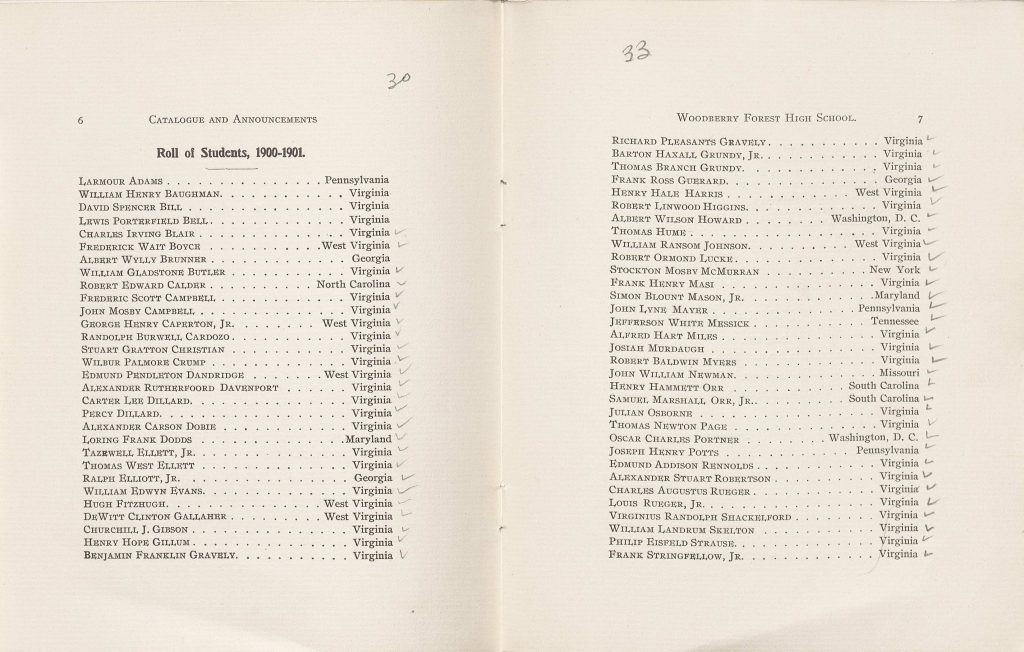 30
6 CATALOGUE AND ANNOUNCEMENTS
Roll of Students, 1900-1901.
LARMOUR ADAMS . . . . . . . . . . . . Pennsylvania
WILLIAM HENRY BAUGHMAN. . . . . . . . . . . Virginia
DAVID SPENCER BILL . . . . . . . . . . . . Virginia
LEWIS PORTERFIELD BELL . . . . . . . . . . . Virginia
CHARLES IRVING BLAIR . . . . . . . . . . . Virginia
FREDERICK WAIT BOYCE . . . . . . . . . . West Virginia
ALBERT WYLLY BRUNNER . . . . . . . . . . . Georgia
WILLIAM GLADSTONE BUTLER . . . . . . . . . . Virginia
ROBERT EDWARD CALDER . . . . . . . . . North Carolina
FREDERIC SCOTT CAMPBELL . . . . . . . . . . Virginia
JOHN MOSBY CAMPBELL . . . . . . . . . . . . Virginia
GEORGE HENRY CAPERTON, JR. . . . . . . . West Virginia
RANDOLPH BURWELL CARDOZO . . . . . . . . . . Virginia
STUART GRATTON CHRISTIAN . . . . . . . . . . Virginia
WILBUR PALMORE CRUMP . . . . . . . . . . . Virginia
EDMUND PENDLETON DANDRIDGE . . . . . . . West Virginia
ALEXANDER RUTHERFOORD DAVENPORT . . . . . . Virginia
CARTER LEE DILLARD. . . . . . . . . . . . . Virginia
PERCY DILLARD. . . . . . . . . . . . . . . Virginia
ALEXANDER CARSON DOBIE . . . . . . . . . . . Virginia
LORING FRANK DODDS . . . . . . . . . . . . Maryland
TAZEWELL ELLETT, JR. . . . . . . . . . . . . Virginia
THOMAS WEST ELLETT . . . . . . . . . . . . Virginia
RALPH ELLIOTT, JR. . . . . . . . . . . . . . Georgia
WILLIAM EDWYN EVANS. . . . . . . . . . . . Virginia
HUGH FITZHUGH. . . . . . . . . . . . . West Virginia
DEWITT CLINTON GALLAHER . . . . . . . . West Virginia
CHURCHILL J. GIBSON . . . . . . . . . . . . Virginia
HENRY HOPE GILLUM . . . . . . . . . . . . . Virginia
BENJAMIN FRANKLIN GRAVELY. . . . . . . . . . Virginia
33
WOODBERRY FOREST HIGH SCHOOL. 7
RICHARD PLEASANTS GRAVELY . . . . . . . . . . Virginia
BARTON HAXALL GRUNDY, JR. . . . . . . . . . . Virginia
THOMAS BRANCH GRUNDY. . . . . . . . . . . . Virginia
FRANK ROSS GUERARD. . . . . . . . . . . . . Georgia
HENRY HALE HARRIS . . . . . . . . . . West Virginia
ROBERT LINWOOD HIGGINS. . . . . . . . . . . Virginia
ALBERT WILSON HOWARD . . . . . . . Washington, D. C.
THOMAS HUME . . . . . . . . . . . . . . . Virginia
WILLIAM RANSOM JOHNSON. . . . . . . . . West Virginia
ROBERT ORMOND LUCKE . . . . . . . . . . . . Virginia
STOCKTON MOSBY MCMURRAN . . . . . . . . . New York
FRANK HENRY MASI . . . . . . . . . . . . . Virginia
SIMON BLOUNT MASON, JR. . . . . . . . . . . Maryland
JOHN LYNE MAYER . . . . . . . . . . . . Pennsylvania
JEFFERSON WHITE MESSICK . . . . . . . . . . Tennessee
ALFRED HART MILES . . . . . . . . . . . . . Virginia
JOSIAH MURDAUGH . . . . . . . . . . . . . Virginia
ROBERT BALDWIN MYERS . . . . . . . . . . . Virginia
JOHN WILLIAM NEWMAN. . . . . . . . . . . . Missouri
HENRY HAMMETT ORR . . . . . . . . . . South Carolina
SAMUEL MARSHALL ORR, JR.. . . . . . . . South Carolina
JULIAN OSBORNE . . . . . . . . . . . . . . Virginia
THOMAS NEWTON PAGE . . . . . . . . . . . . Virginia
OSCAR CHARLES PORTNER . . . . . . . Washington, D. C.
JOSEPH HENRY POTTS . . . . . . . . . . . Pennsylvania
EDMUND ADDISON RENNOLDS . . . . . . . . . . Virginia
ALEXANDER STUART ROBERTSON . . . . . . . . . Virginia
CHARLES AUGUSTUS RUEGER . . . . . . . . . . Virginia
LOUIS RUEGER, JR. . . . . . . . . . . . . . Virginia
VIRGINIUS RANDOLPH SHACKELFORD . . . . . . . Virginia
WILLIAM LANDRUM SKELTON . . . . . . . . . . Virginia
PHILIP EISFELD STRAUSE. . . . . . . . . . . . Virginia
FRANK STRINGFELLOW, JR. . . . . . . . . . . Virginia